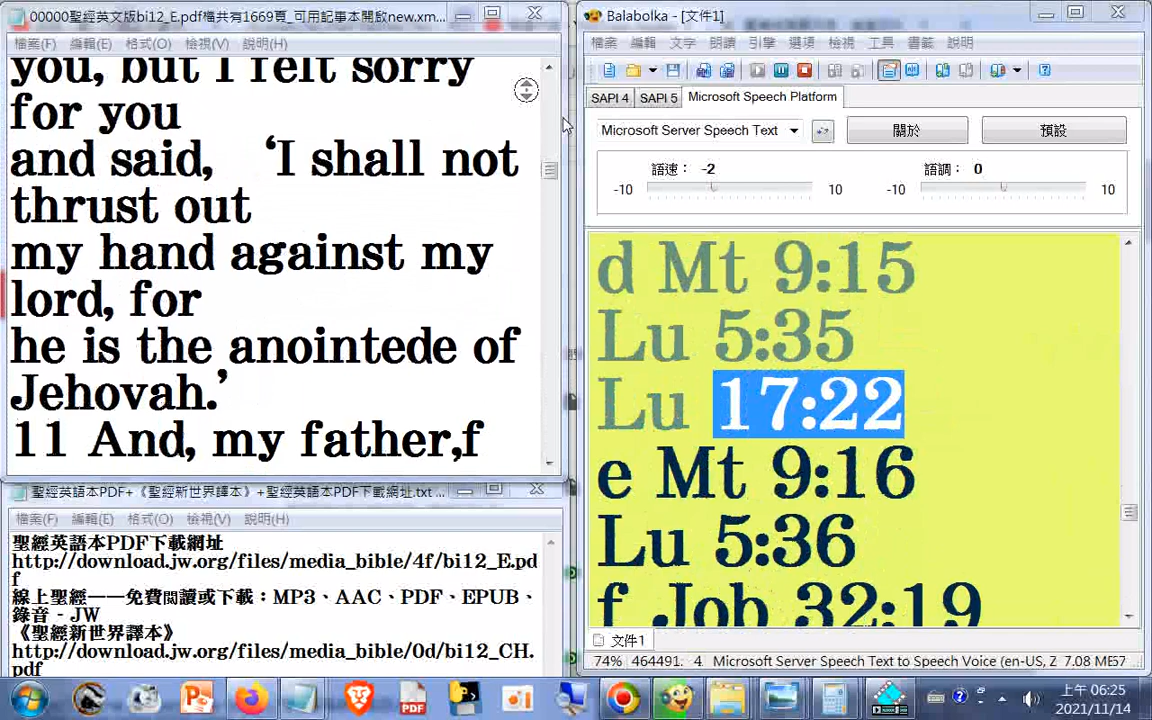 00000聖經英文版bi12_E.pdf檔共有1669頁_可用記事本開啟new.xm...
檔案(F) 編輯(E) 格式(O) 檢視(V) 說明(H)
you, but I felt sorry
for you
and said, ‘I shall not
thrust out
my hand against my
lord, for
he is the anointede of
Jehovah.’
11 And, my father,f
聖經英語本PDF+《聖經新世界譯本》+聖經英語本PDF下載網址.txt ...
檔案(F) 編輯(E) 格式(O) 檢視(V) 說明(H)
聖經英語本PDF下載網址
http://download.jw.org/files/media_bible/4f/bi12_E.pd
f
線上聖經——免費閱讀或下載：MP3、AAC、PDF、EPUB、
錄音 - JW
《聖經新世界譯本》
http://download.jw.org/files/media_bible/0d/bi12_CH.
pdf
Balabolka - [文件1]
檔案 編輯 文字 朗讀 引擎 選項 檢視 工具 書籤 說明
SAPI 4 SAPI 5 Microsoft Speech Platform
Microsoft Server Speech Text 關於 預設
語速： -2 語調： 0
-10 10 -10 10
d Mt 9:15
Lu 5:35
Lu 17:22
e Mt 9:16
Lu 5:36
f Job 32:19
文件1
74% 464491: 4 Microsoft Server Speech Text to Speech Voice (en-US, Z 7.08 ME57
PDF
上午 06:25
2021/11/14